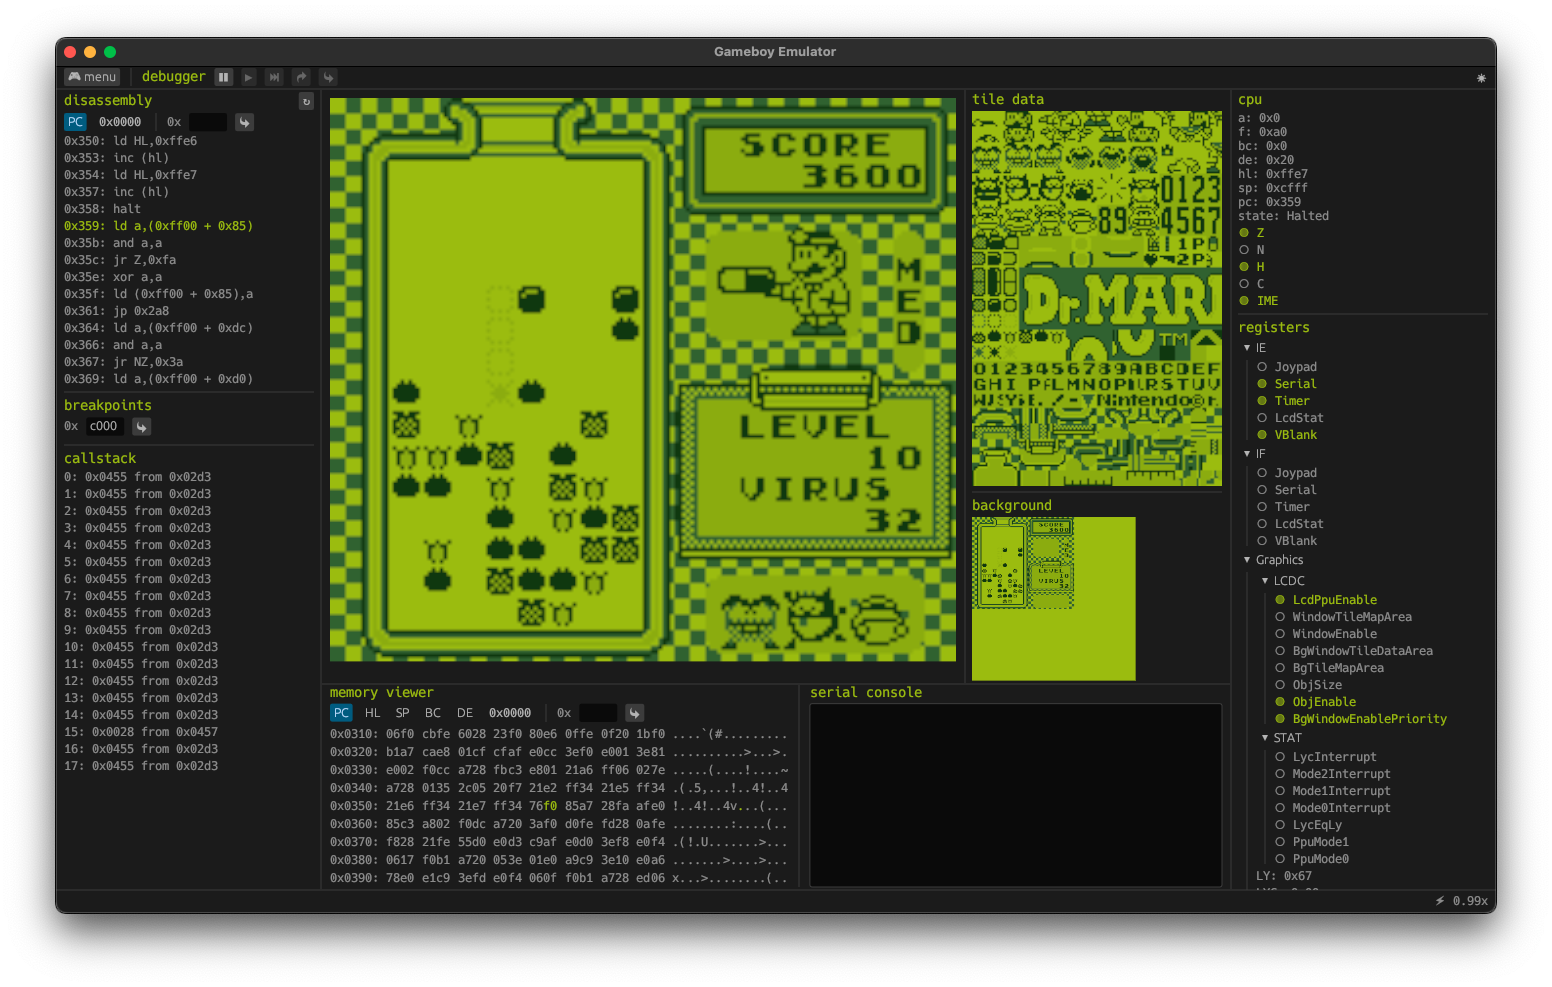 Gameboy Emulator
menu
debugger
disassembly
PC 0x0000 0x
0x350: ld HL,0xffe6
0x353: inc (hl)
0x354: ld HL,0xffe7
0x357: inc (hl)
0x358: halt
0x359: ld a,(0xff00 + 0x85)
0x35b: and a,a
0x35c: jr Z,0xfa
0x35e: xor a,a
0x35f: ld (0xff00 + 0x85),a
0x361: jp 0x2a8
0x364: ld a,(0xff00 + 0xdc)
0x366: and a,a
0x367: jr NZ,0x3a
0x369: ld a,(0xff00 + 0xd0)
breakpoints
0x c000
callstack
0: 0x0455 from 0x02d3
1: 0x0455 from 0x02d3
2: 0x0455 from 0x02d3
3: 0x0455 from 0x02d3
4: 0x0455 from 0x02d3
5: 0x0455 from 0x02d3
6: 0x0455 from 0x02d3
7: 0x0455 from 0x02d3
8: 0x0455 from 0x02d3
9: 0x0455 from 0x02d3
10: 0x0455 from 0x02d3
11: 0x0455 from 0x02d3
12: 0x0455 from 0x02d3
13: 0x0455 from 0x02d3
14: 0x0455 from 0x02d3
15: 0x0028 from 0x0457
16: 0x0455 from 0x02d3
17: 0x0455 from 0x02d3
SCORE
3600
MED
LEVEL
10
VIRUS
32
memory viewer
PC HL SP BC DE 0x0000 0x
0x0310: 06f0 cbfe 6028 23f0 80e6 0ffe 0f20 1bf0 ....`(#.........
0x0320: b1a7 cae8 01cf cfaf e0cc 3ef0 e001 3e81 ..........>...>.
0x0330: e002 f0cc a728 fbc3 e801 21a6 ff06 027e .....(....!....~
0x0340: a728 0135 2c05 20f7 21e2 ff34 21e5 ff34 .(.5,...!..4!..4
0x0350: 21e6 ff34 21e7 ff34 76f0 85a7 28fa afe0 !..4!..4v...(...
0x0360: 85c3 a802 f0dc a720 3af0 d0fe fd28 0afe ........:....(..
0x0370: f828 21fe 55d0 e0d3 c9af e0d0 3ef8 e0f4 .(!.U.......>...
0x0380: 0617 f0b1 a720 053e 01e0 a9c9 3e10 e0a6 .......>....>...
0x0390: 78e0 e1c9 3efd e0f4 060f f0b1 a728 ed06 x...>........(..
serial console
tile data
0123
89 4567
1P
2P
Dr.MARI
TM
0123456789ABCDEF
Nintendo
background
SCORE
3600
LEVEL
10
VIRUS
32
cpu
a: 0x0
f: 0xa0
bc: 0x0
de: 0x20
hl: 0xffe7
sp: 0xcfff
pc: 0x359
state: Halted
Z
N
H
C
IME
registers
IE
Joypad
Serial
Timer
LcdStat
VBlank
IF
Joypad
Serial
Timer
LcdStat
VBlank
Graphics
LCDC
LcdPpuEnable
WindowTileMapArea
WindowEnable
BgWindowTileDataArea
BgTileMapArea
ObjSize
ObjEnable
BgWindowEnablePriority
STAT
LycInterrupt
Mode2Interrupt
Mode1Interrupt
Mode0Interrupt
LycEqLy
PpuMode1
PpuMode0
LY: 0x67
0.99x